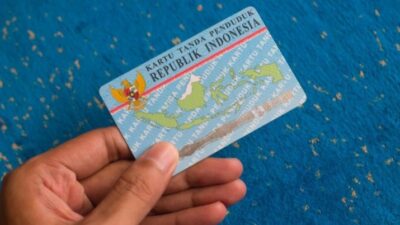 KARTU TANDA PENDUDUK
REPUBLIK INDONESIA